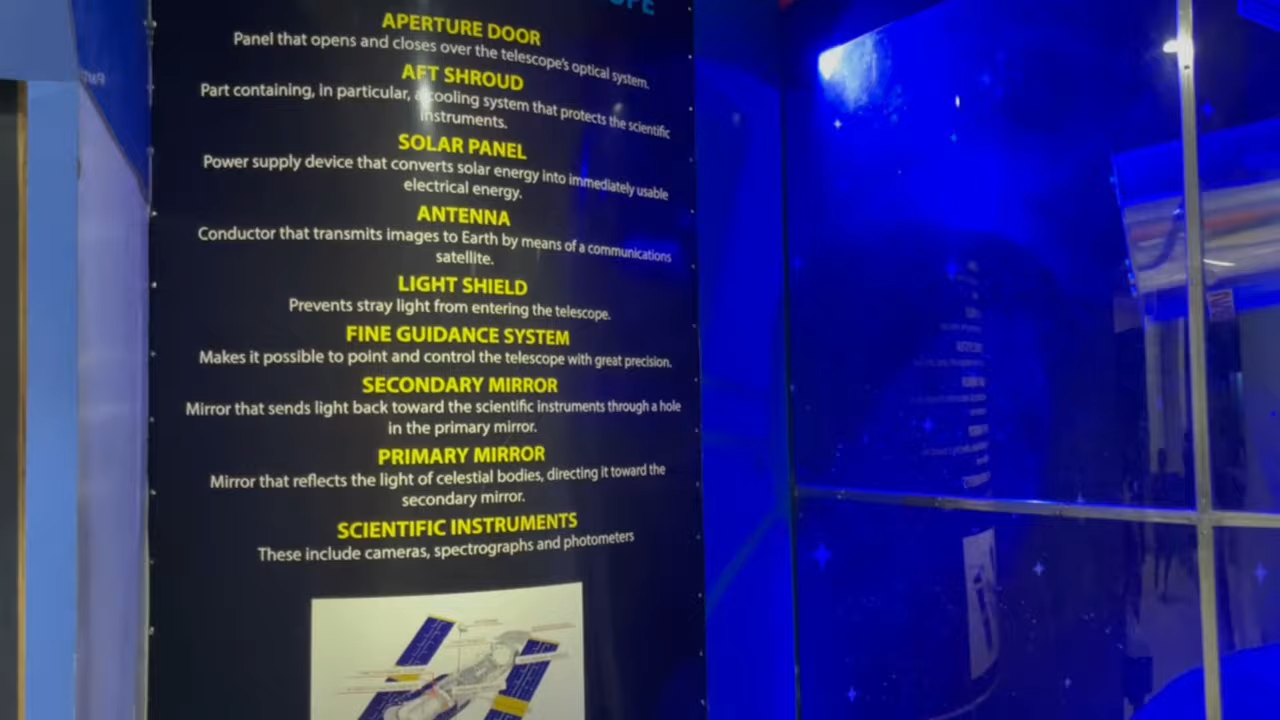 APERTURE DOOR
Panel that opens and closes over the telescope's optical system.
AFT SHROUD
Part containing, in particular, a cooling system that protects the scientific
instruments.
SOLAR PANEL
Power supply device that converts solar energy into immediately usable
electrical energy.
ANTENNA
Conductor that transmits images to Earth by means of a communications
satellite.
LIGHT SHIELD
Prevents stray light from entering the telescope.
FINE GUIDANCE SYSTEM
Makes it possible to point and control the telescope with great precision.
SECONDARY MIRROR
Mirror that sends light back toward the scientific instruments through a hole
in the primary mirror.
PRIMARY MIRROR
Mirror that reflects the light of celestial bodies, directing it toward the
secondary mirror.
SCIENTIFIC INSTRUMENTS
These include cameras, spectrographs and photometers